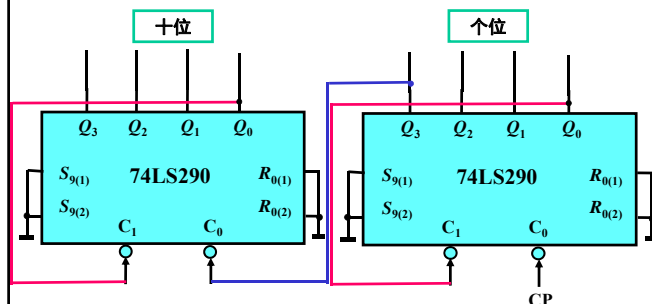 十位
个位
Q3 Q2 Q1 Q0
Q3 Q2 Q1 Q0
S9(1) 74LS290 R0(1)
S9(2) R0(2)
C1 C0
S9(1) 74LS290 R0(1)
S9(2) R0(2)
C1 C0
CP